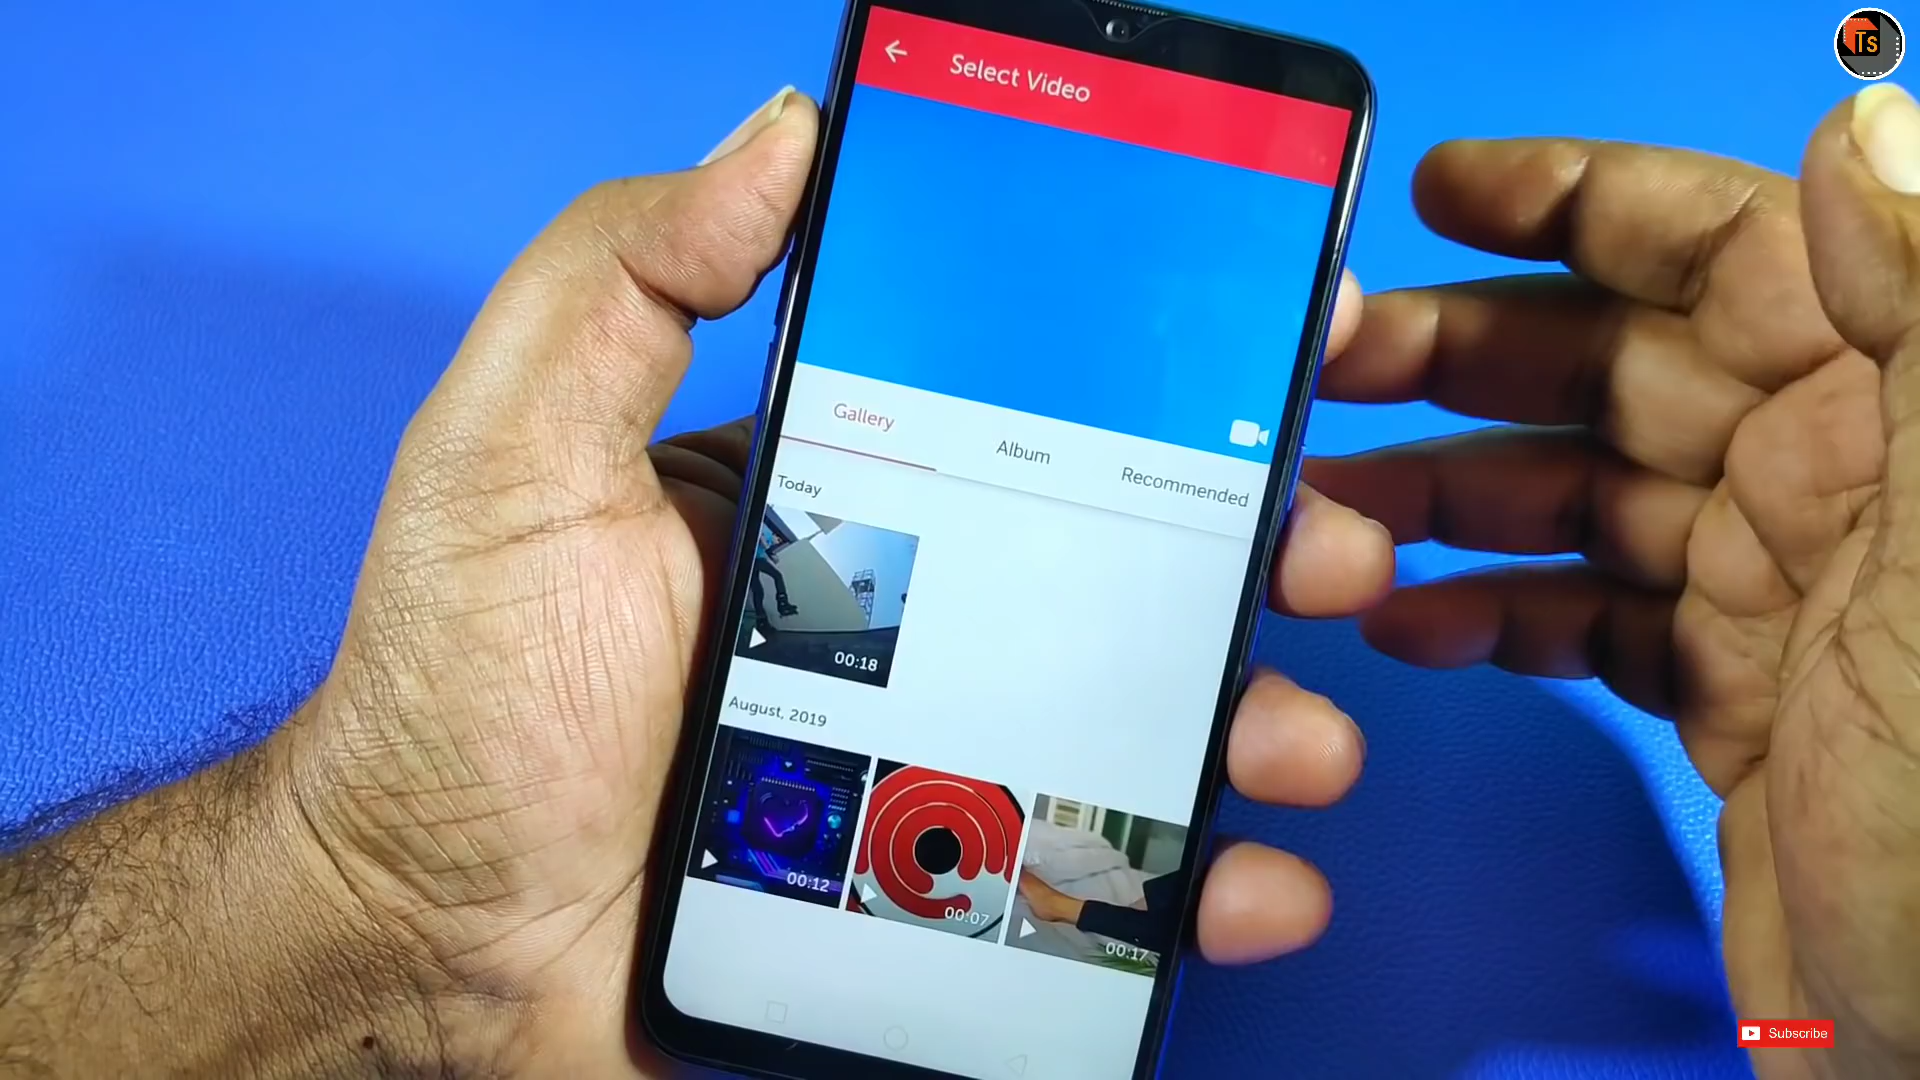 Ts
Select Video
Gallery
Album
Recommended
Today
00:18
August, 2019
00:12
00:07
00:17
Subscribe